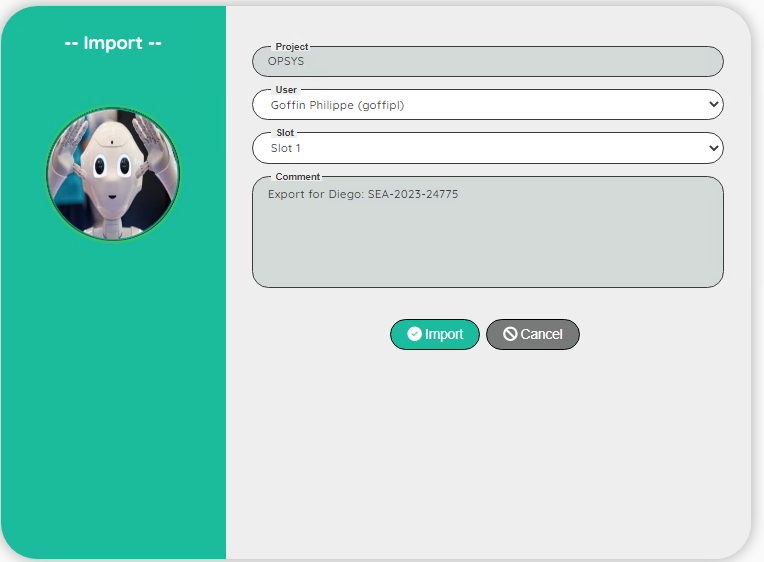 -- Import --
Project
OPSYS
User
Goffin Philippe (goffipl)
Slot
Slot 1
Comment
Export for Diego: SEA-2023-24775
Import
Cancel